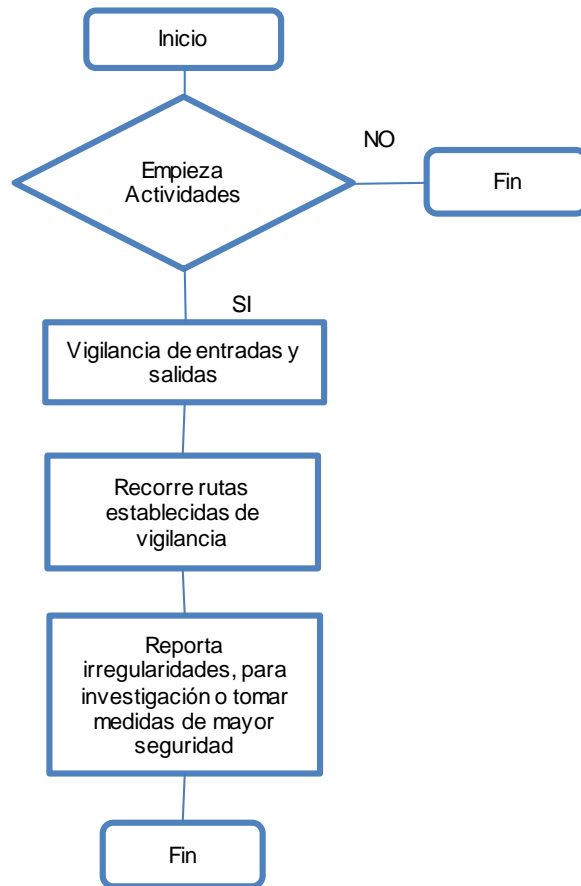 Inicio
Empieza
Actividades
NO
Fin
SI
Vigilancia de entradas y
salidas
Recorre rutas
establecidas de
vigilancia
Reporta
irregularidades, para
investigación o tomar
medidas de mayor
seguridad
Fin